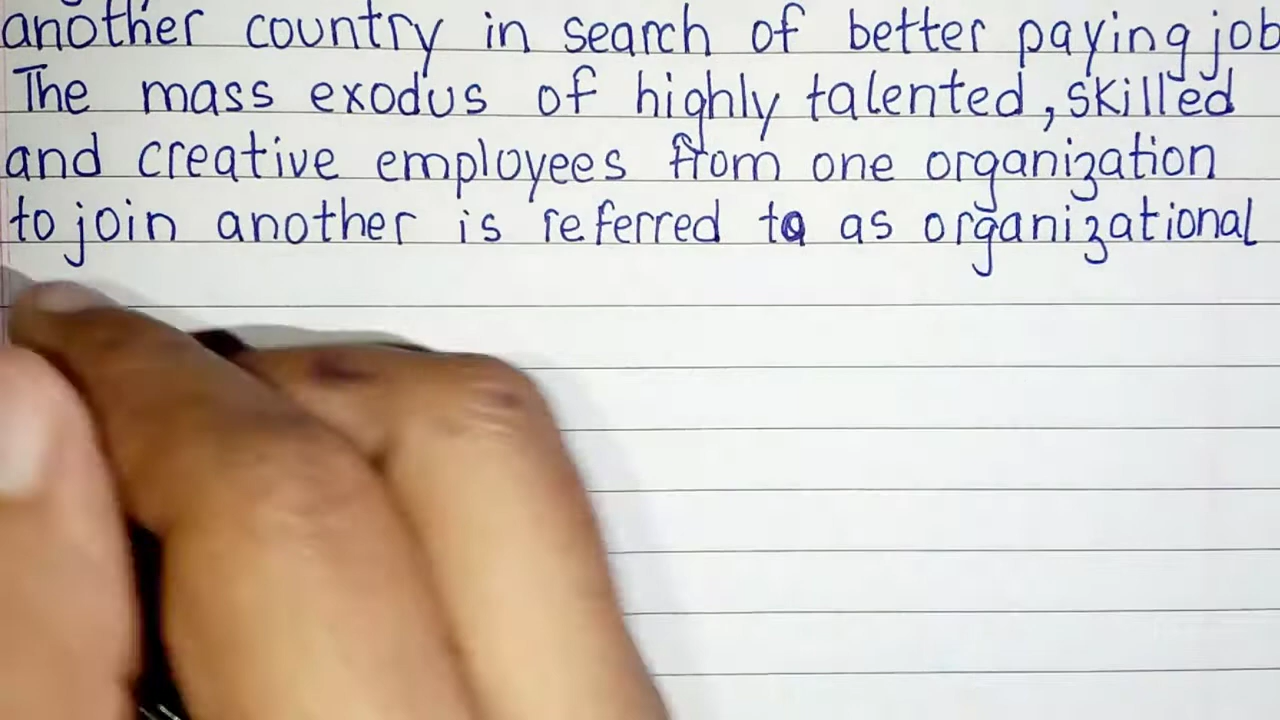 another country in search of better paying job
The mass exodus of highly talented, skilled
and creative employees from one organization
to join another is referred to as organizational